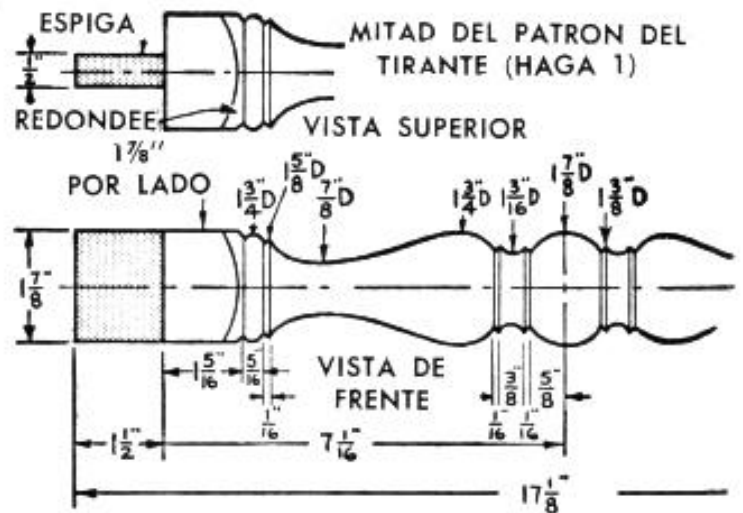 ESPIGA
MITAD DEL PATRON DEL
TIRANTE (HAGA 1)
1/2"
REDONDEE
VISTA SUPERIOR
1 7/8"
POR LADO
1 3/4" D
1 5/8" D
7/8" D
1 3/4" D
1 3/16" D
1 7/8" D
1 3/8" D
1 7/8"
1 5/16"
5/16"
1/16"
VISTA DE
FRENTE
3/8"
5/8"
1/16"
1/16"
1 1/2"
7 1/16"
17 1/8"